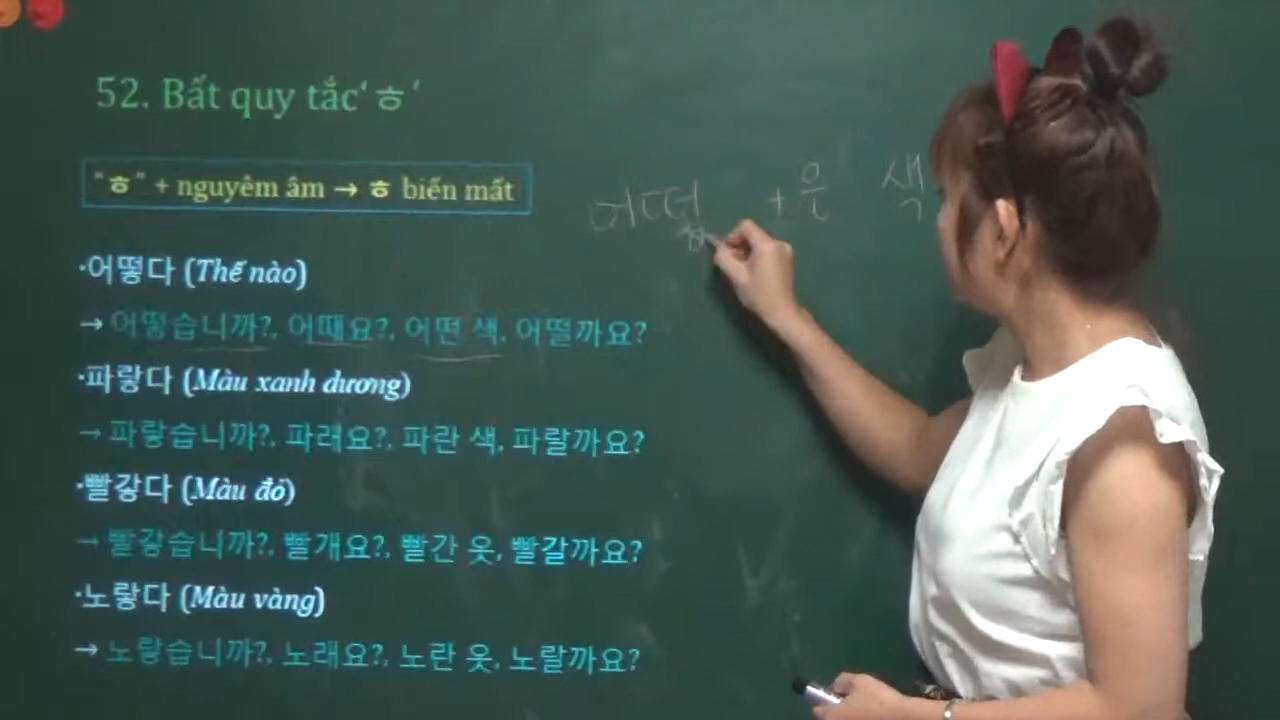 52. Bất quy tắc‘ㅎ’
“ㅎ” + nguyêm âm → ㅎ biến mất
·어떻다 (Thế nào)
→ 어떻습니까?, 어때요?, 어떤 색, 어떨까요?
·파랗다 (Màu xanh dương)
→ 파랗습니까?, 파래요?, 파란 색, 파랄까요?
·빨갛다 (Màu đỏ)
→ 빨갛습니까?, 빨개요?, 빨간 옷, 빨갈까요?
·노랗다 (Màu vàng)
→ 노랗습니까?, 노래요?, 노란 옷, 노랄까요?
어떻 + 은 색